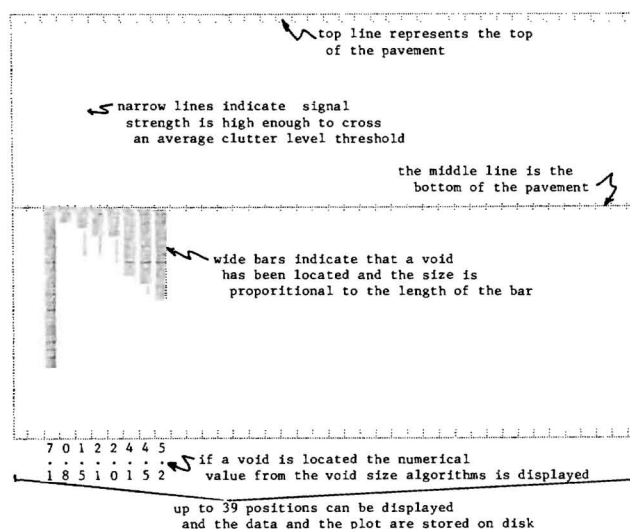 top line represents the top
of the pavement
narrow lines indicate signal
strength is high enough to cross
an average clutter level threshold
the middle line is the
bottom of the pavement
wide bars indicate that a void
has been located and the size is
proporitional to the length of the bar
7 0 1 2 2 4 4 5
. . . . . . . .
1 8 5 1 0 1 5 2
if a void is located the numerical
value from the void size algorithms is displayed
up to 39 positions can be displayed
and the data and the plot are stored on disk